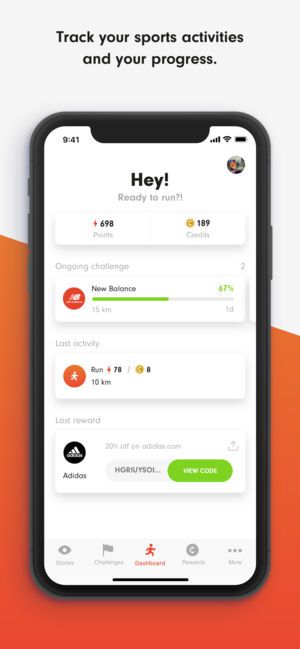 Track your sports activities
and your progress.
9:41
Hey!
Ready to run?!
698
Points
189
Credits
Ongoing challenge 2
NB
New Balance 67%
15 km 1d
Last activity
Run 78 / 8
10 km
Last reward
adidas
20% off on adidas.com
Adidas
HGRIUYSOI...
VIEW CODE
Stories
Challenges
Dashboard
Rewards
More